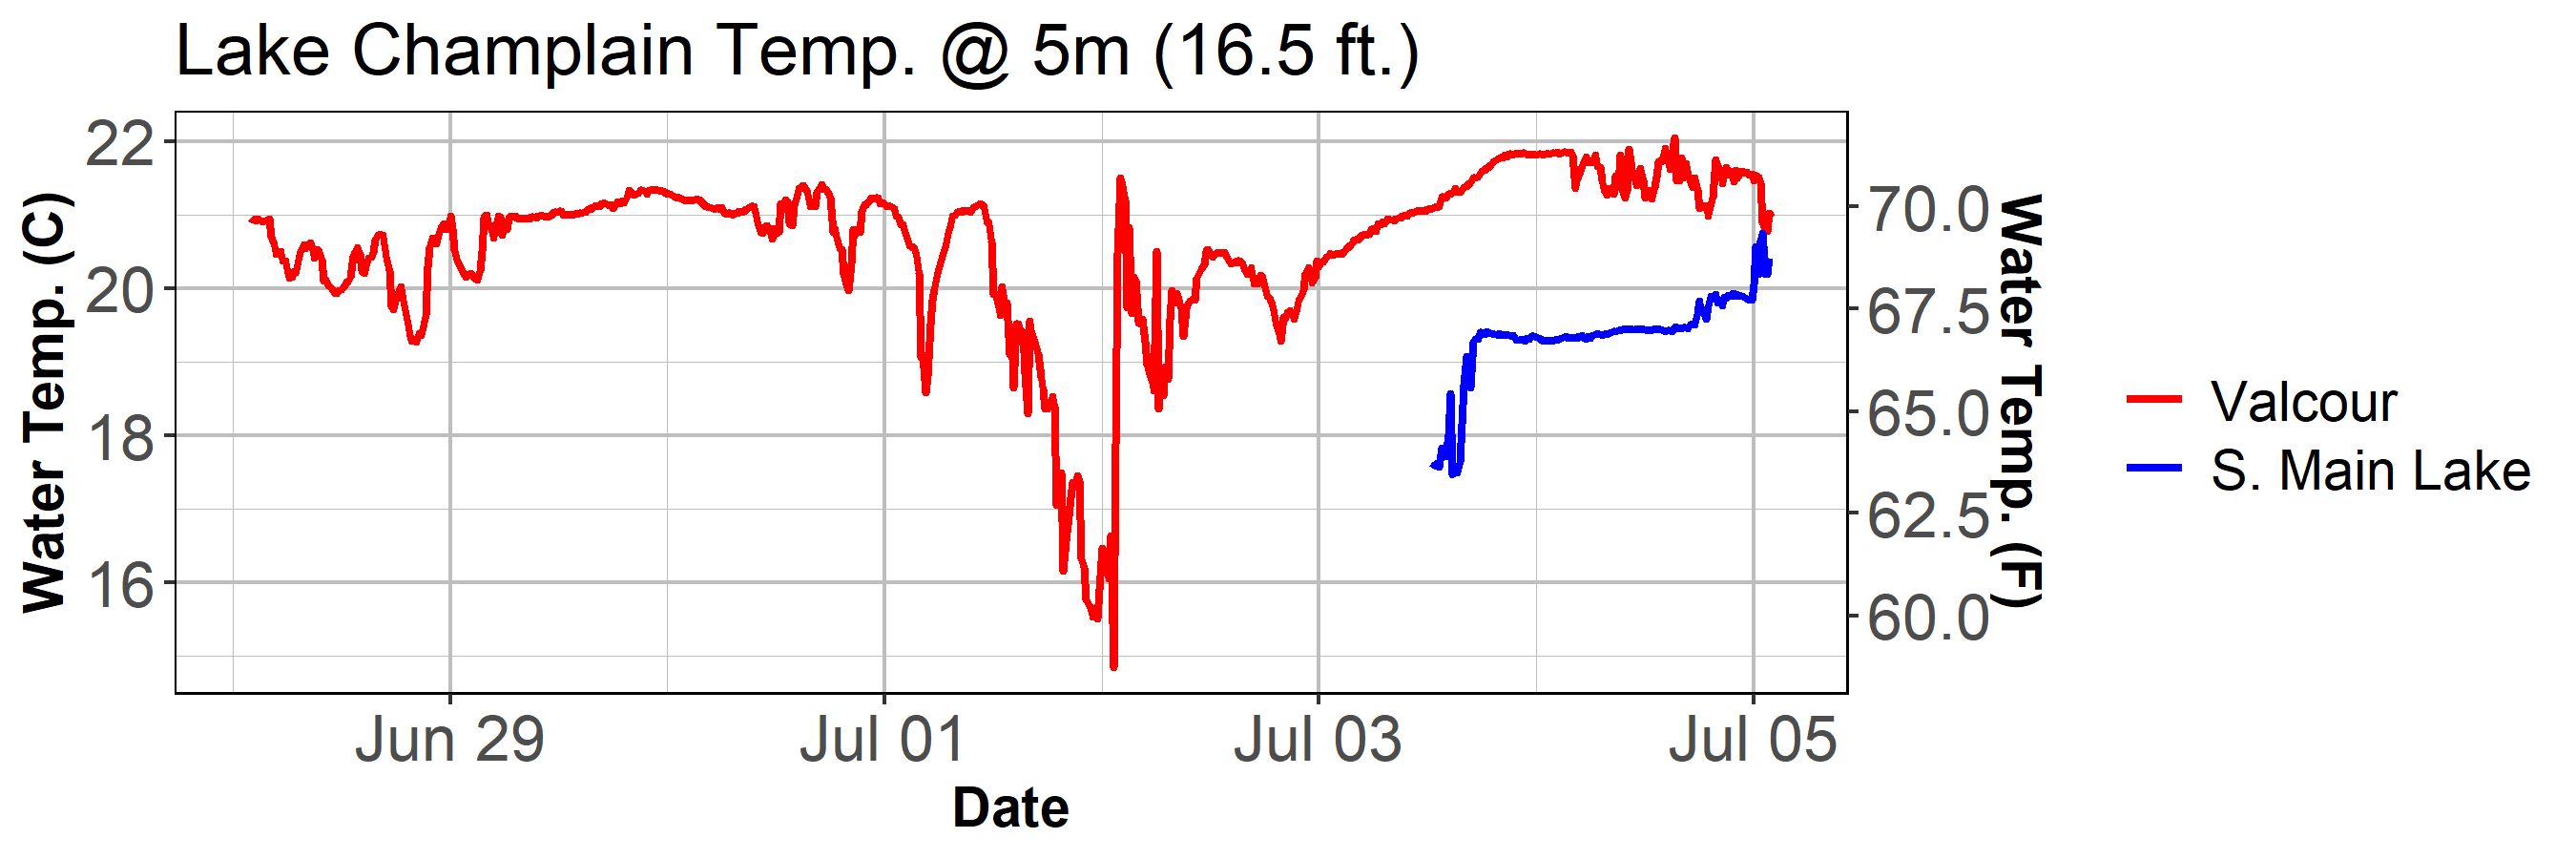 Lake Champlain Temp. @ 5m (16.5 ft.)
Water Temp. (C)
22
20
18
16
70.0
67.5
65.0
62.5
60.0
Water Temp. (F)
Jun 29
Jul 01
Jul 03
Jul 05
Date
Valcour
S. Main Lake